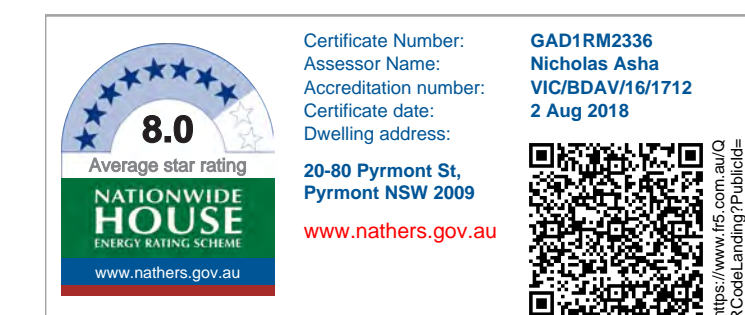 8.0
Average star rating
NATIONWIDE
HOUSE
ENERGY RATING SCHEME
www.nathers.gov.au
Certificate Number: GAD1RM2336
Assessor Name: Nicholas Asha
Accreditation number: VIC/BDAV/16/1712
Certificate date: 2 Aug 2018
Dwelling address:
20-80 Pyrmont St,
Pyrmont NSW 2009
www.nathers.gov.au
https://www.fr5.com.au/Q
RCodeLanding?PublicId=